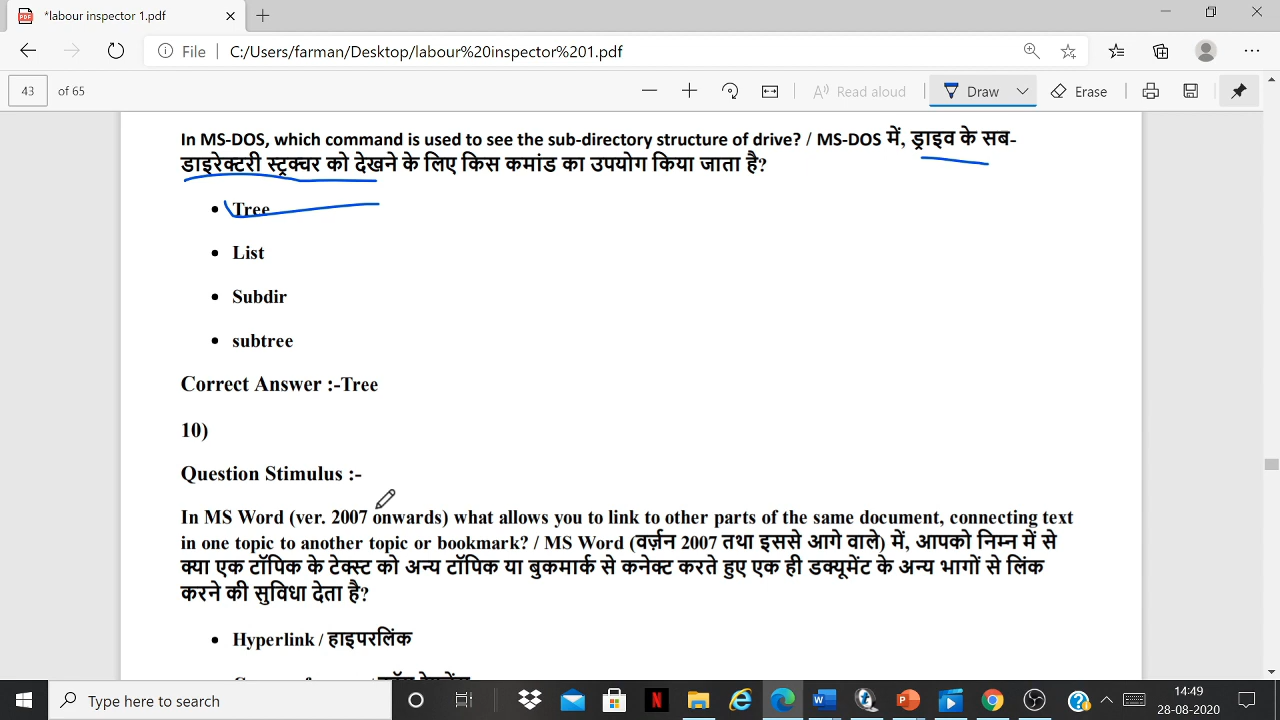 *labour inspector 1.pdf
File
C:/Users/farman/Desktop/labour%20inspector%201.pdf
43 of 65
Read aloud
Draw
Erase
In MS-DOS, which command is used to see the sub-directory structure of drive? / MS-DOS में, ड्राइव के सब-
डाइरेक्टरी स्ट्रक्चर को देखने के लिए किस कमांड का उपयोग किया जाता है?
• Tree
• List
• Subdir
• subtree
Correct Answer :-Tree
10)
Question Stimulus :-
In MS Word (ver. 2007 onwards) what allows you to link to other parts of the same document, connecting text
in one topic to another topic or bookmark? / MS Word (वर्ज़न 2007 तथा इससे आगे वाले) में, आपको निम्न में से
क्या एक टॉपिक के टेक्स्ट को अन्य टॉपिक या बुकमार्क से कनेक्ट करते हुए एक ही डक्यूमेंट के अन्य भागों से लिंक
करने की सुविधा देता है?
• Hyperlink / हाइपरलिंक
Type here to search
14:49
28-08-2020